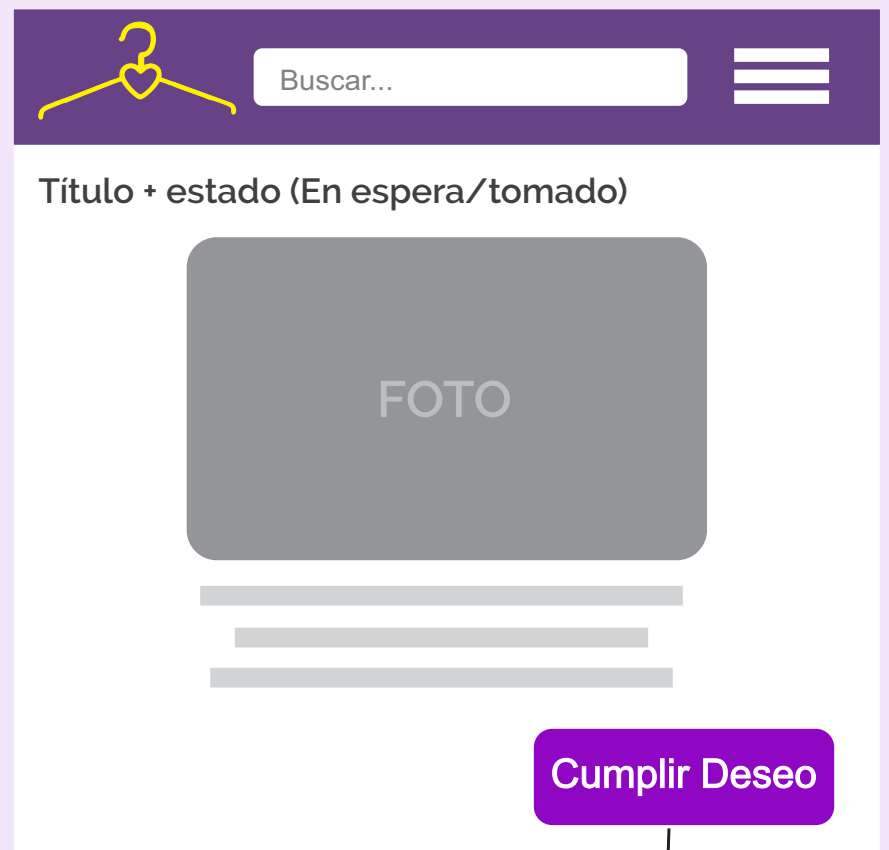 Buscar...
Título + estado (En espera/tomado)
FOTO
Cumplir Deseo